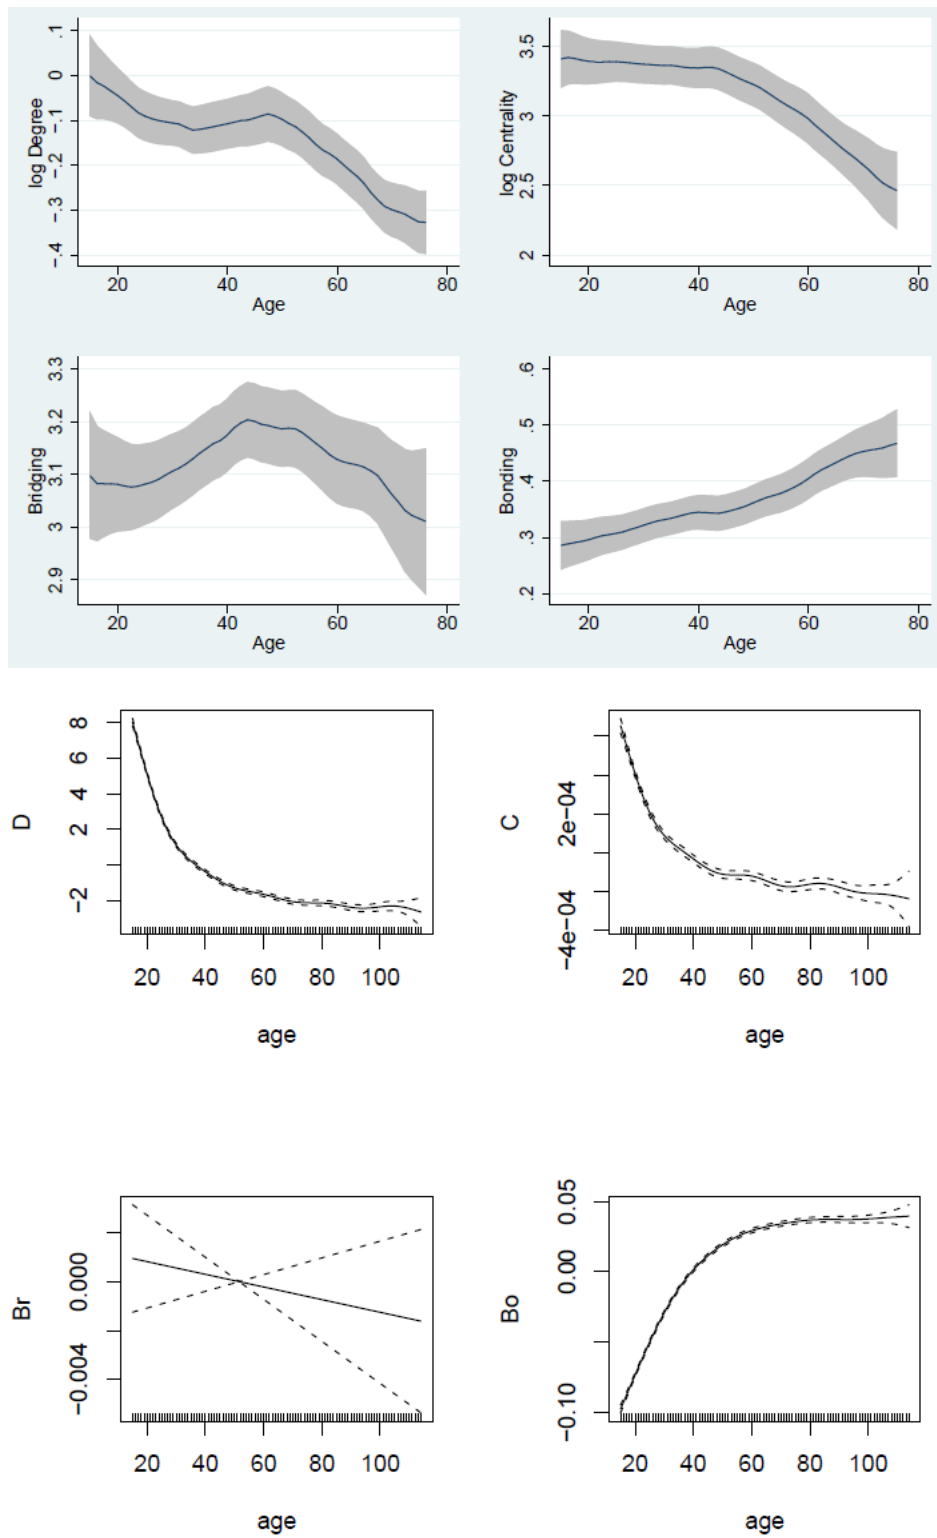 .1
0
-.1
-.2
-.3
-.4
log Degree
20 40 60 80
Age
3.5
3
2.5
2
log Centrality
20 40 60 80
Age
3.3
3.2
3.1
3
2.9
Bridging
20 40 60 80
Age
.6
.5
.4
.3
.2
Bonding
20 40 60 80
Age
8
6
4
2
-2
D
20 40 60 80 100
age
2e-04
-4e-04
C
20 40 60 80 100
age
0.000
-0.004
Br
20 40 60 80 100
age
0.05
0.00
-0.10
Bo
20 40 60 80 100
age